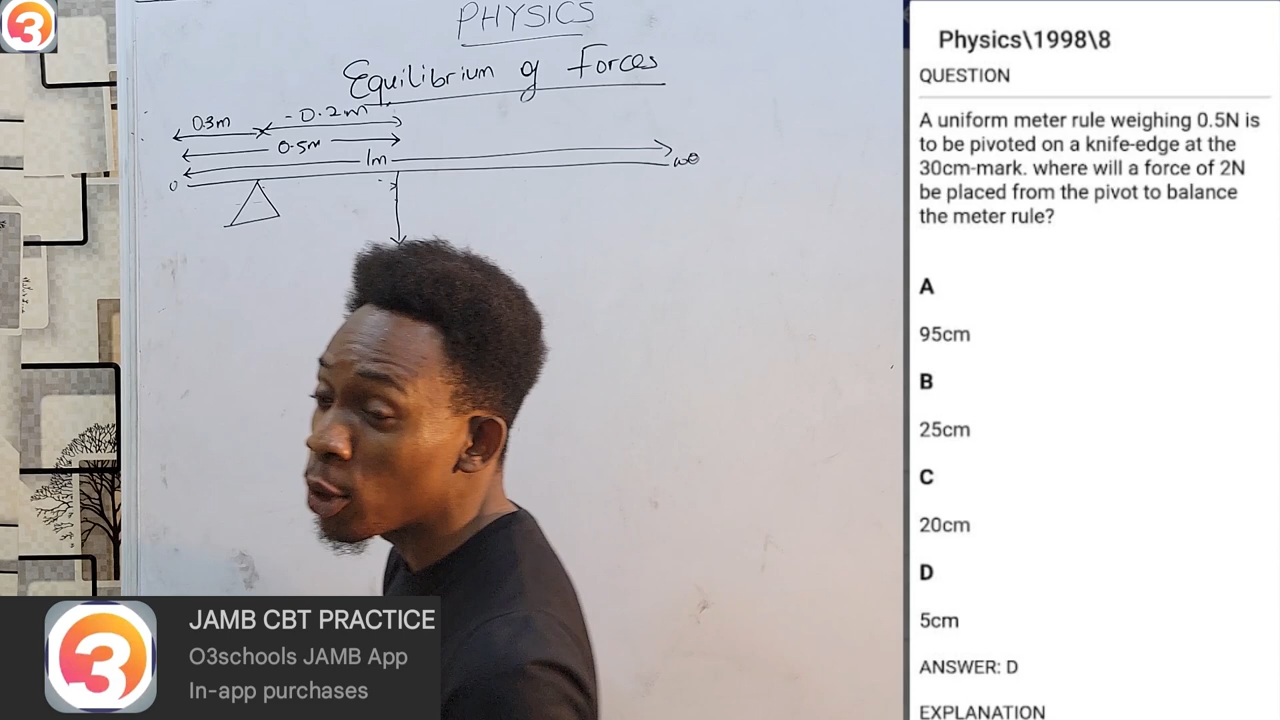 3
PHYSICS
Equilibrium of Forces
0.3m
0.2m
0.5m
1m
0
Physics\1998\8
QUESTION
A uniform meter rule weighing 0.5N is
to be pivoted on a knife-edge at the
30cm-mark. where will a force of 2N
be placed from the pivot to balance
the meter rule?
A
95cm
B
25cm
C
20cm
D
5cm
ANSWER: D
EXPLANATION
3
JAMB CBT PRACTICE
O3schools JAMB App
In-app purchases